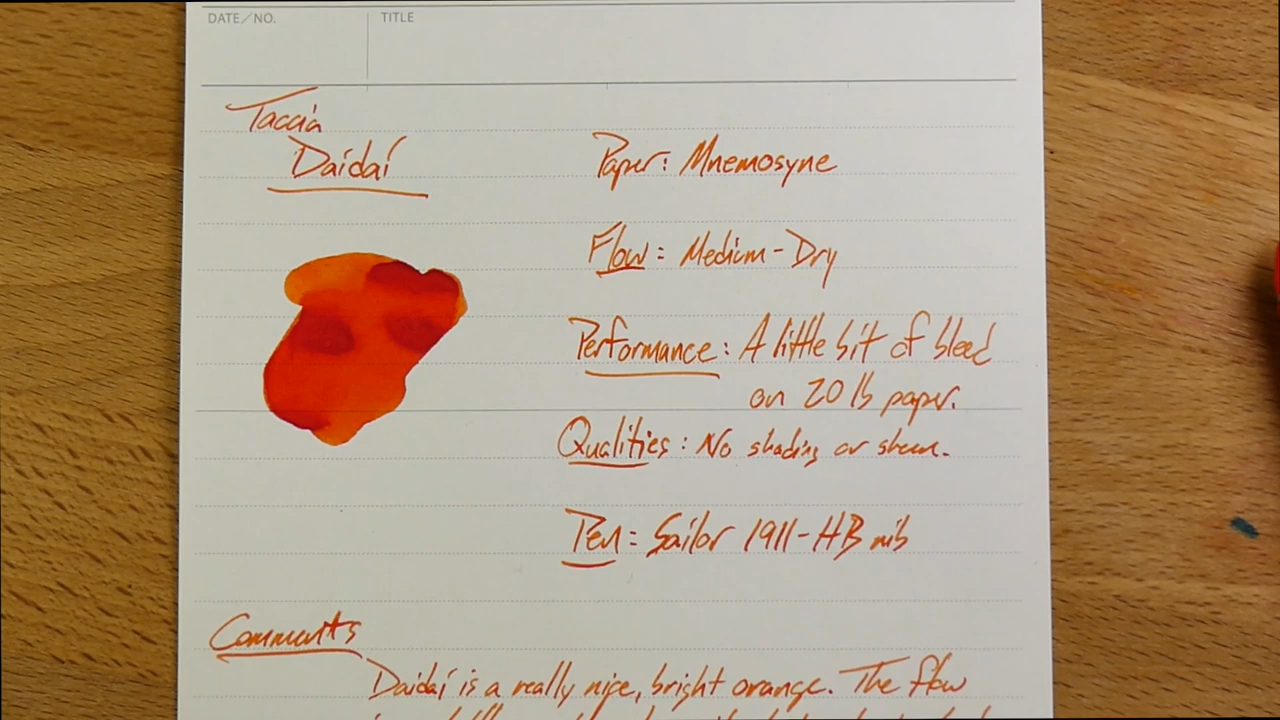 DATE/NO. TITLE
Taccia
Daidai
Paper: Mnemosyne
Flow: Medium-Dry
Performance: A little bit of bleed
on 20 lb paper.
Qualities: No shading or sheen.
Pen: Sailor 1911-HB nib
Comments
Daidai is a really nice, bright orange. The flow